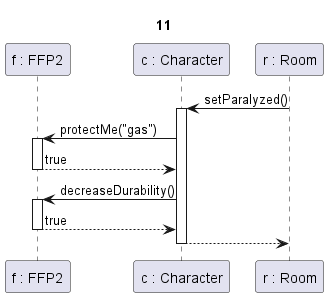 11
f : FFP2
c : Character
r : Room
setParalyzed()
protectMe("gas")
true
decreaseDurability()
true
f : FFP2
c : Character
r : Room